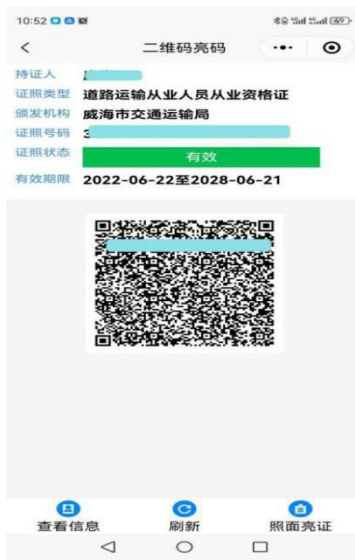 10:52
二维码亮码
持证人
证照类型 道路运输从业人员从业资格证
颁发机构 威海市交通运输局
证照号码 3
证照状态 有效
有效期限 2022-06-22至2028-06-21
查看信息 刷新 照面亮证